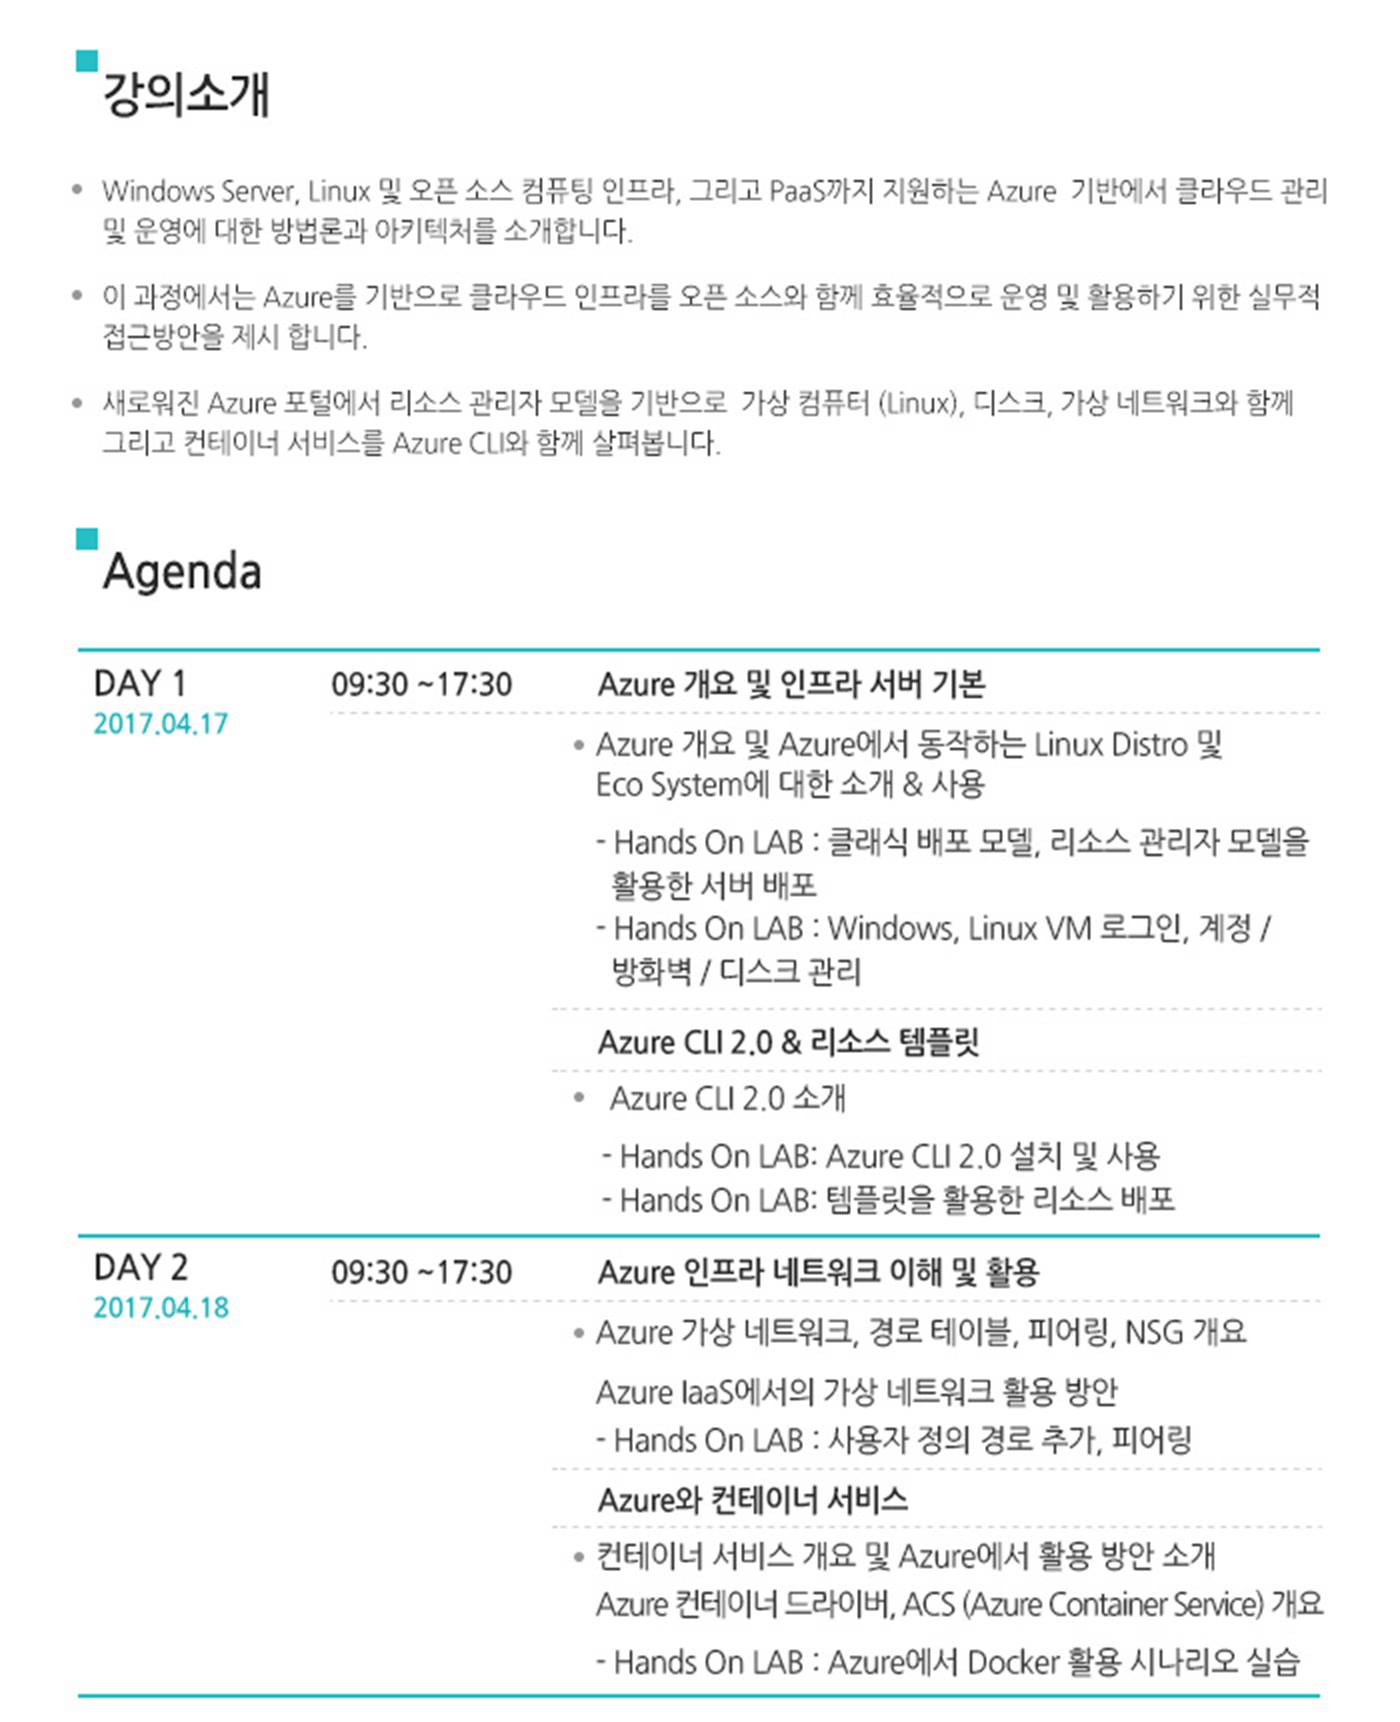 강의소개
• Windows Server, Linux 및 오픈 소스 컴퓨팅 인프라, 그리고 PaaS까지 지원하는 Azure 기반에서 클라우드 관리
및 운영에 대한 방법론과 아키텍처를 소개합니다.
• 이 과정에서는 Azure를 기반으로 클라우드 인프라를 오픈 소스와 함께 효율적으로 운영 및 활용하기 위한 실무적
접근방안을 제시 합니다.
• 새로워진 Azure 포털에서 리소스 관리자 모델을 기반으로 가상 컴퓨터 (Linux), 디스크, 가상 네트워크와 함께
그리고 컨테이너 서비스를 Azure CLI와 함께 살펴봅니다.
Agenda
DAY 1 09:30 ~17:30 Azure 개요 및 인프라 서버 기본
2017.04.17
• Azure 개요 및 Azure에서 동작하는 Linux Distro 및
Eco System에 대한 소개 & 사용
- Hands On LAB : 클래식 배포 모델, 리소스 관리자 모델을
활용한 서버 배포
- Hands On LAB : Windows, Linux VM 로그인, 계정 /
방화벽 / 디스크 관리
Azure CLI 2.0 & 리소스 템플릿
• Azure CLI 2.0 소개
- Hands On LAB: Azure CLI 2.0 설치 및 사용
- Hands On LAB: 템플릿을 활용한 리소스 배포
DAY 2 09:30 ~17:30 Azure 인프라 네트워크 이해 및 활용
2017.04.18
• Azure 가상 네트워크, 경로 테이블, 피어링, NSG 개요
Azure IaaS에서의 가상 네트워크 활용 방안
- Hands On LAB : 사용자 정의 경로 추가, 피어링
Azure와 컨테이너 서비스
• 컨테이너 서비스 개요 및 Azure에서 활용 방안 소개
Azure 컨테이너 드라이버, ACS (Azure Container Service) 개요
- Hands On LAB : Azure에서 Docker 활용 시나리오 실습